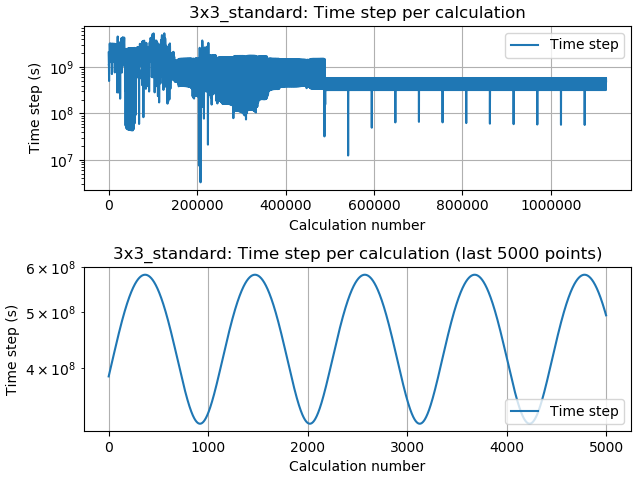 3x3_standard: Time step per calculation
Time step (s)
10⁹
10⁸
10⁷
Time step
0 200000 400000 600000 800000 1000000
Calculation number
3x3_standard: Time step per calculation (last 5000 points)
Time step (s)
6 × 10⁸
5 × 10⁸
4 × 10⁸
Time step
0 1000 2000 3000 4000 5000
Calculation number